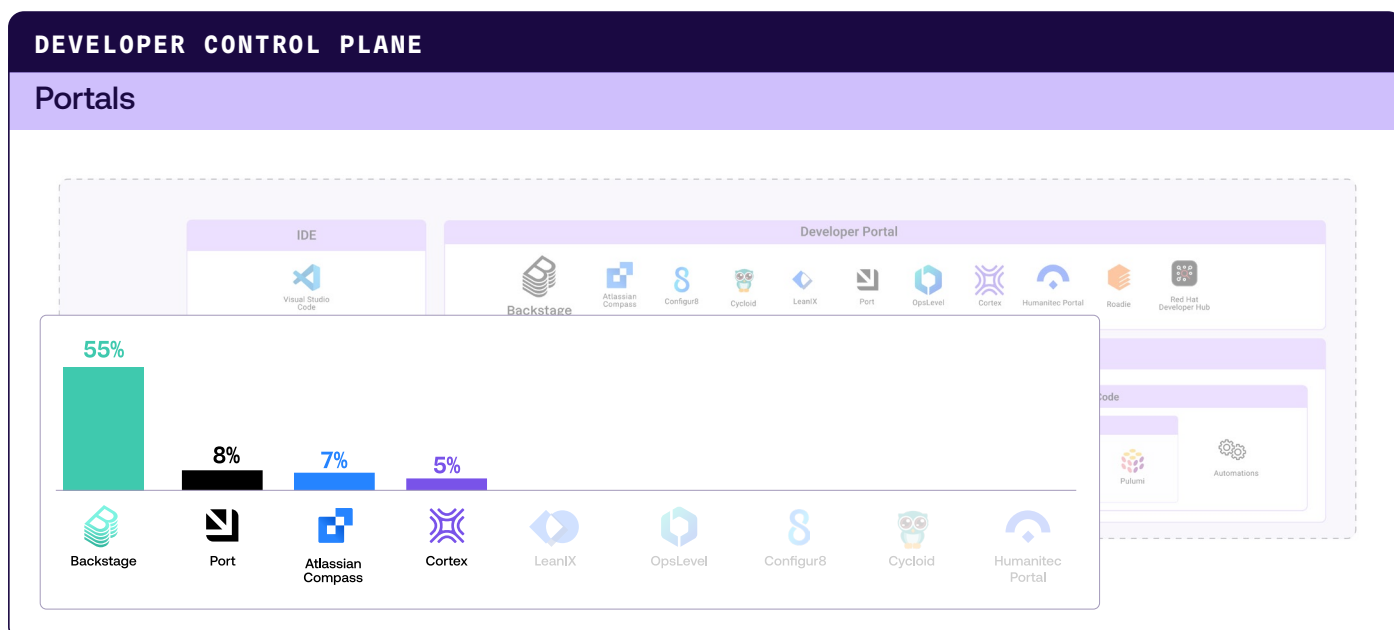 DEVELOPER CONTROL PLANE
Portals
IDE
Visual Studio
Code
Developer Portal
Backstage
Atlassian
Compass
Configur8
Cycloid
LeanIX
Port
OpsLevel
Cortex
Humanitec Portal
Roadie
Red Hat
Developer Hub
Code
Pulumi
Automations
55%
8%
7%
5%
Backstage
Port
Atlassian
Compass
Cortex
LeanIX
OpsLevel
Configur8
Cycloid
Humanitec
Portal